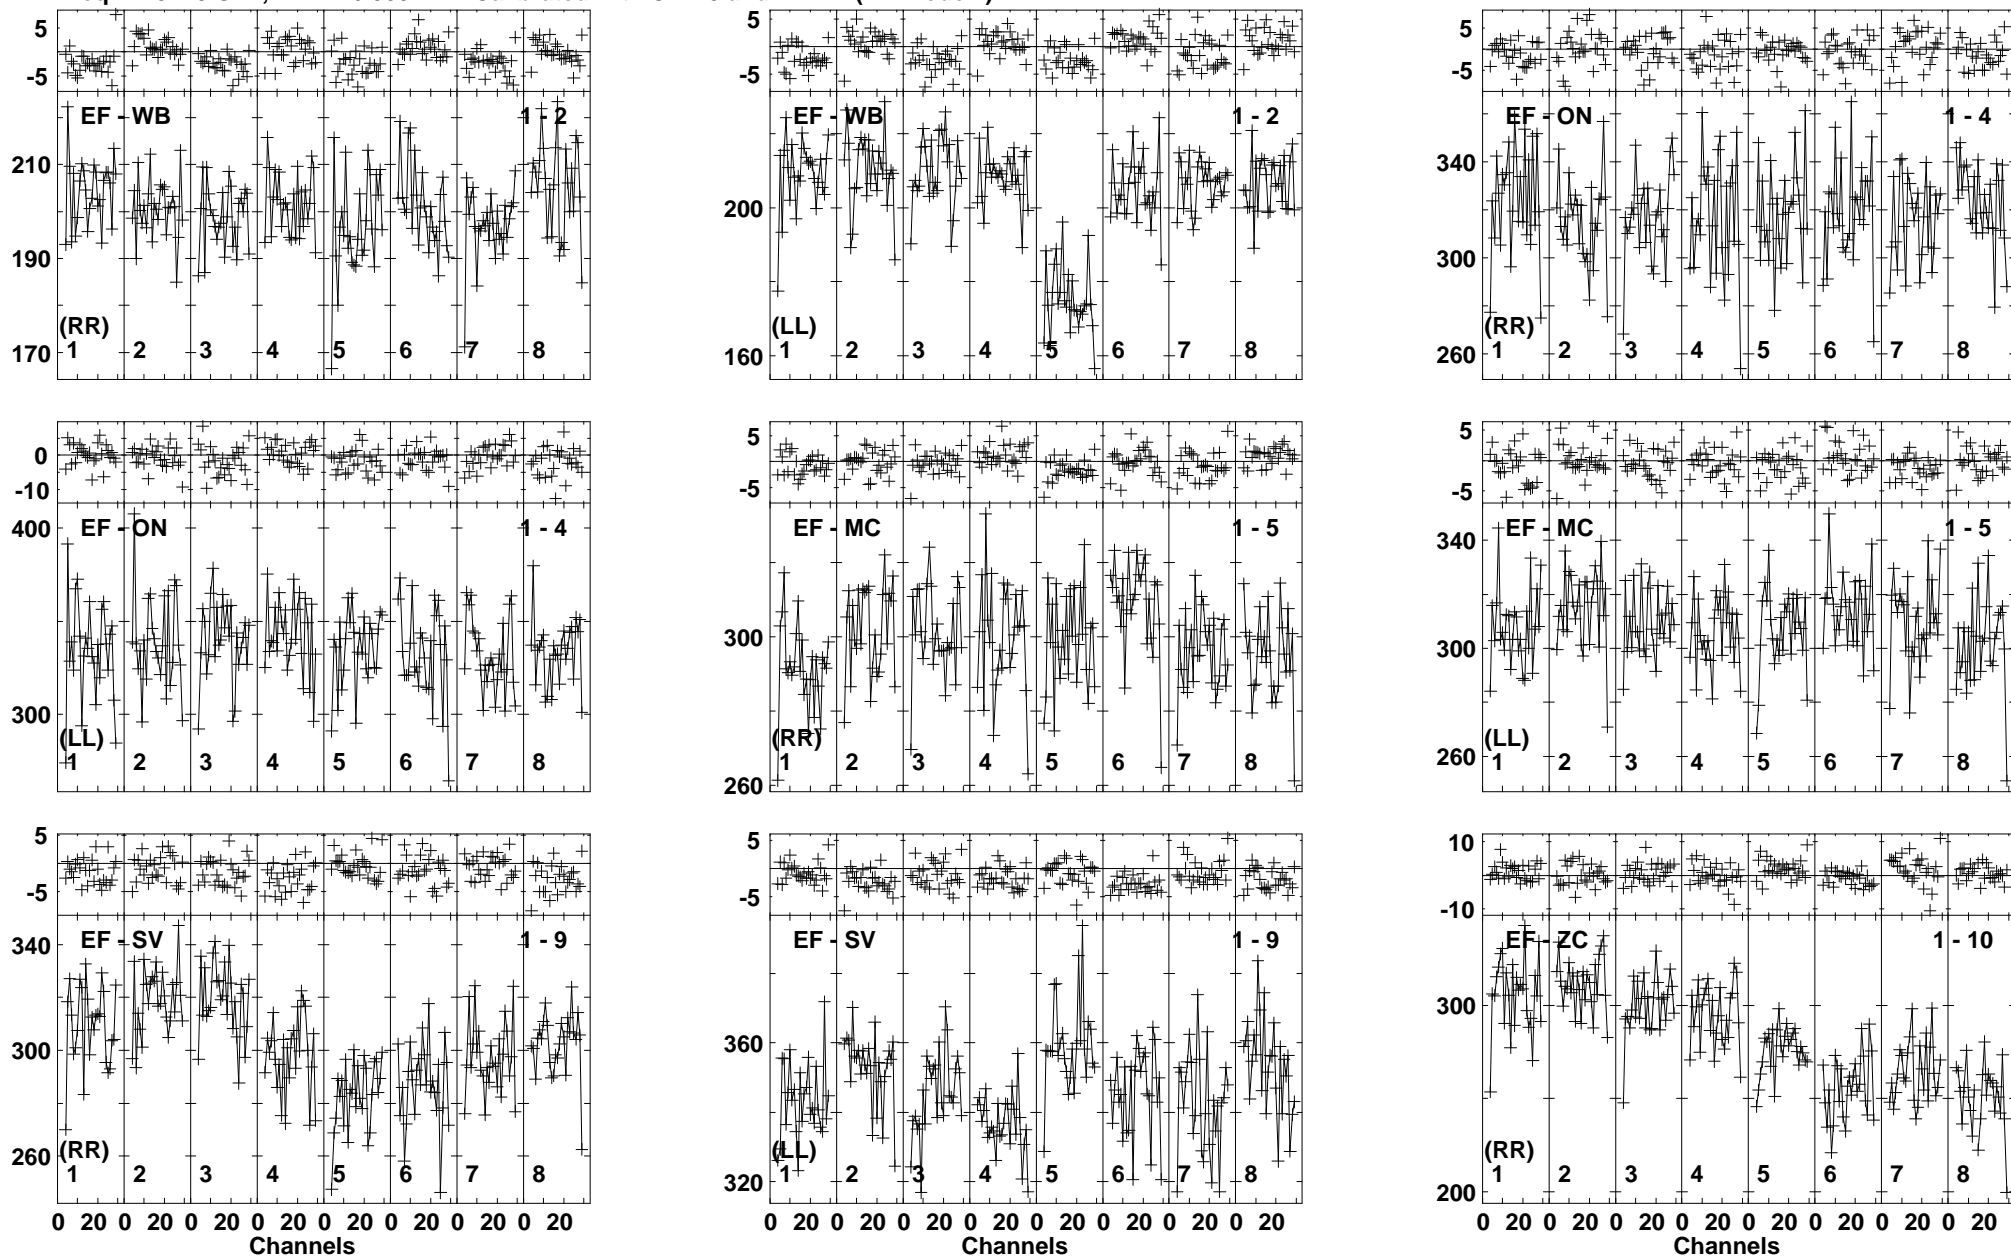 5 5 5
-5 -5 -5
EF - WB 1 - 2 EF - WB 1 - 2 EF - ON 1 - 4
210 200 340
190 300
170 160 260
(RR) (LL) (RR)
1 2 3 4 5 6 7 8 1 2 3 4 5 6 7 8 1 2 3 4 5 6 7 8
0 5 5
-10 -5 -5
EF - ON 1 - 4 EF - MC 1 - 5 EF - MC 1 - 5
400 300 340
300 260 300
260
(LL) (RR) (LL)
1 2 3 4 5 6 7 8 1 2 3 4 5 6 7 8 1 2 3 4 5 6 7 8
5 5 10
-5 -5 -10
EF - SV 1 - 9 EF - SV 1 - 9 EF - ZC 1 - 10
340 360 300
300 320 200
260
(RR) (LL) (RR)
1 2 3 4 5 6 7 8 1 2 3 4 5 6 7 8 1 2 3 4 5 6 7 8
0 20 0 20 0 20 0 20 0 20 0 20 0 20 0 20 0 20 0 20 0 20 0 20 0 20 0 20 0 20 0 20 0 20 0 20 0 20 0 20 0 20 0 20 0 20 0 20
Channels Channels Channels